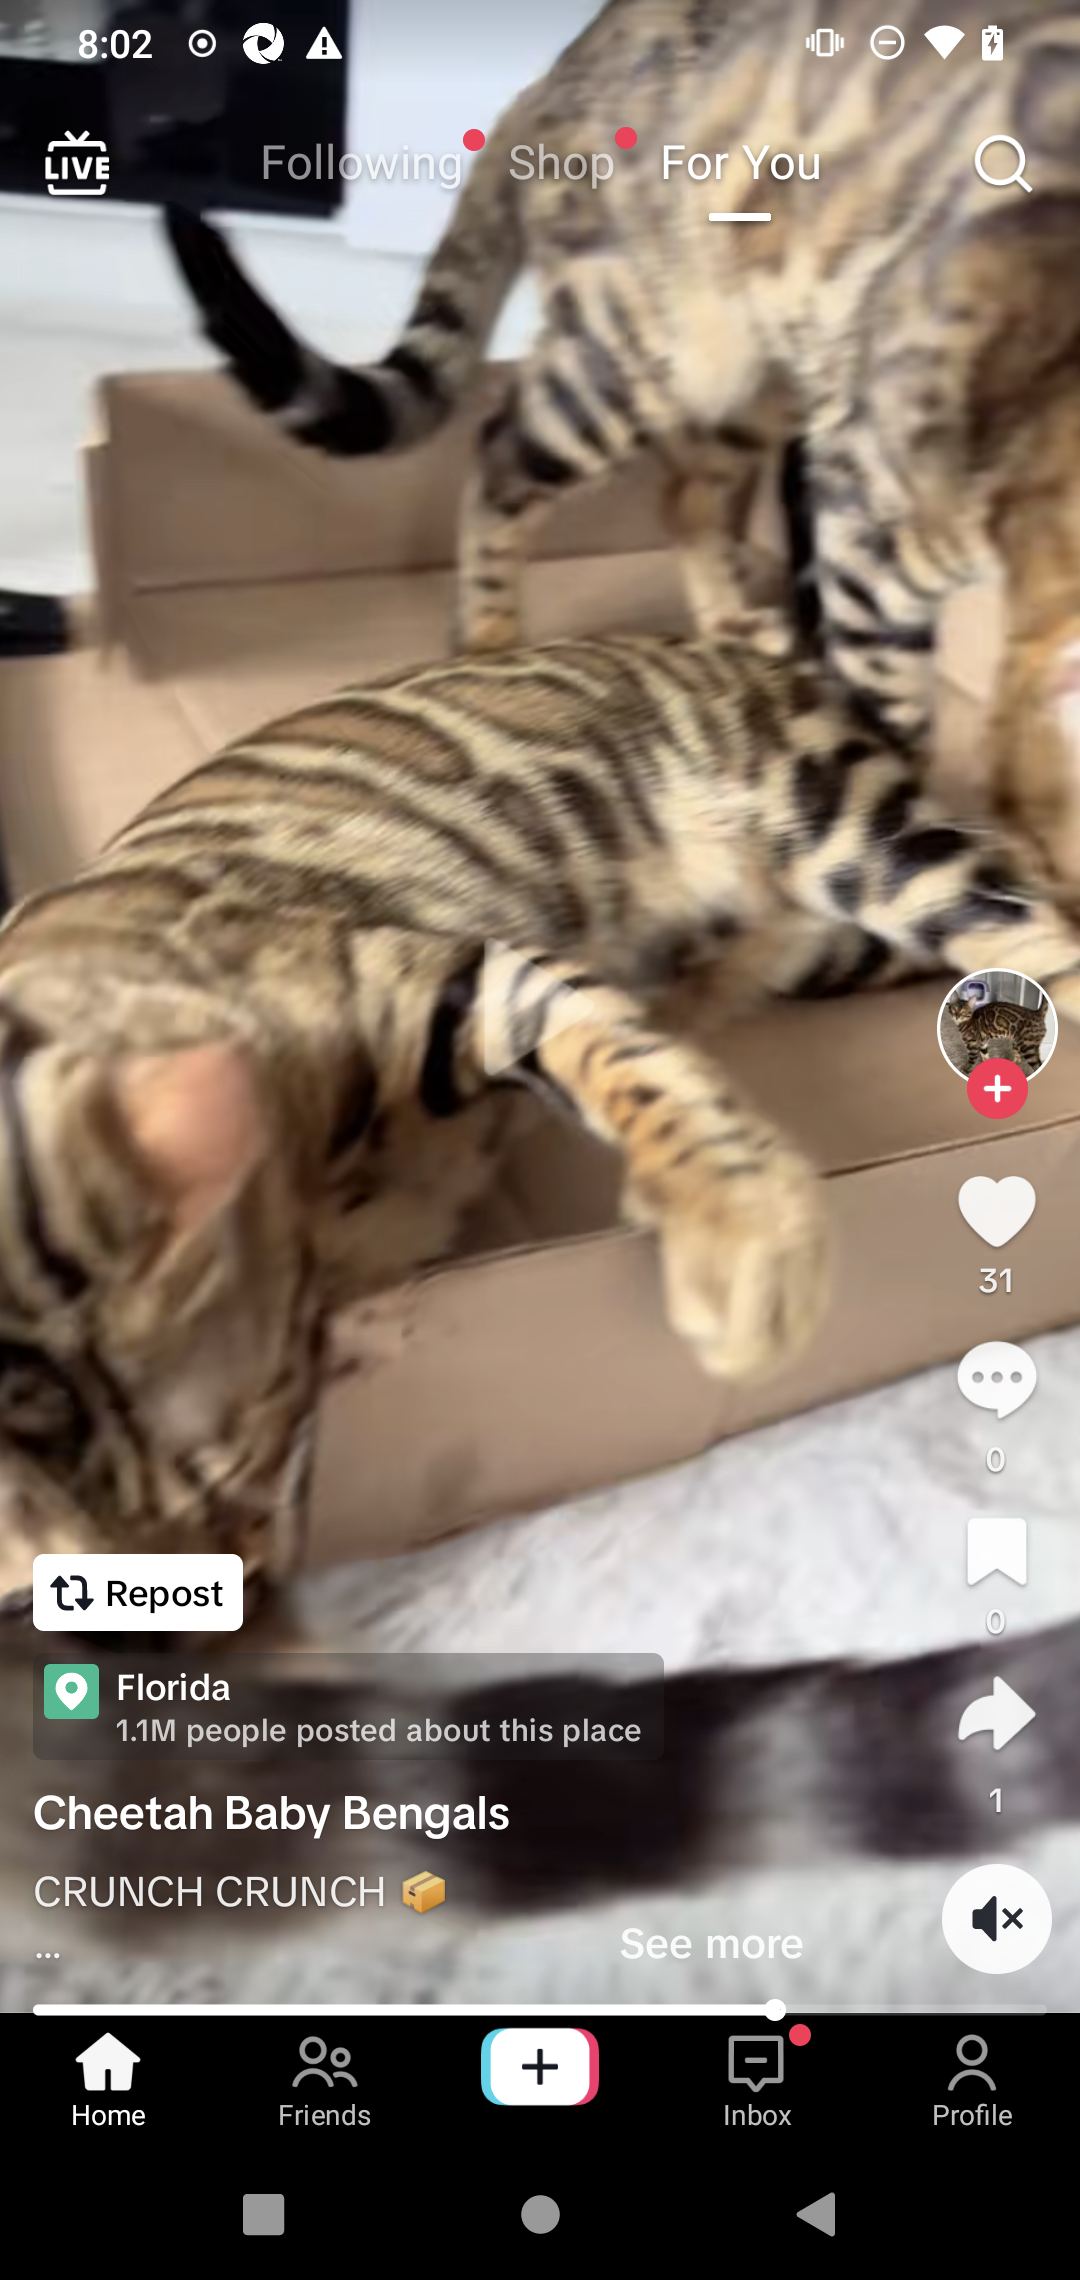 8:02
LIVE
Following
Shop
For You
31
0
0
1
Repost
Florida
1.1M people posted about this place
Cheetah Baby Bengals
CRUNCH CRUNCH 📦
...
See more
Home
Friends
Inbox
Profile